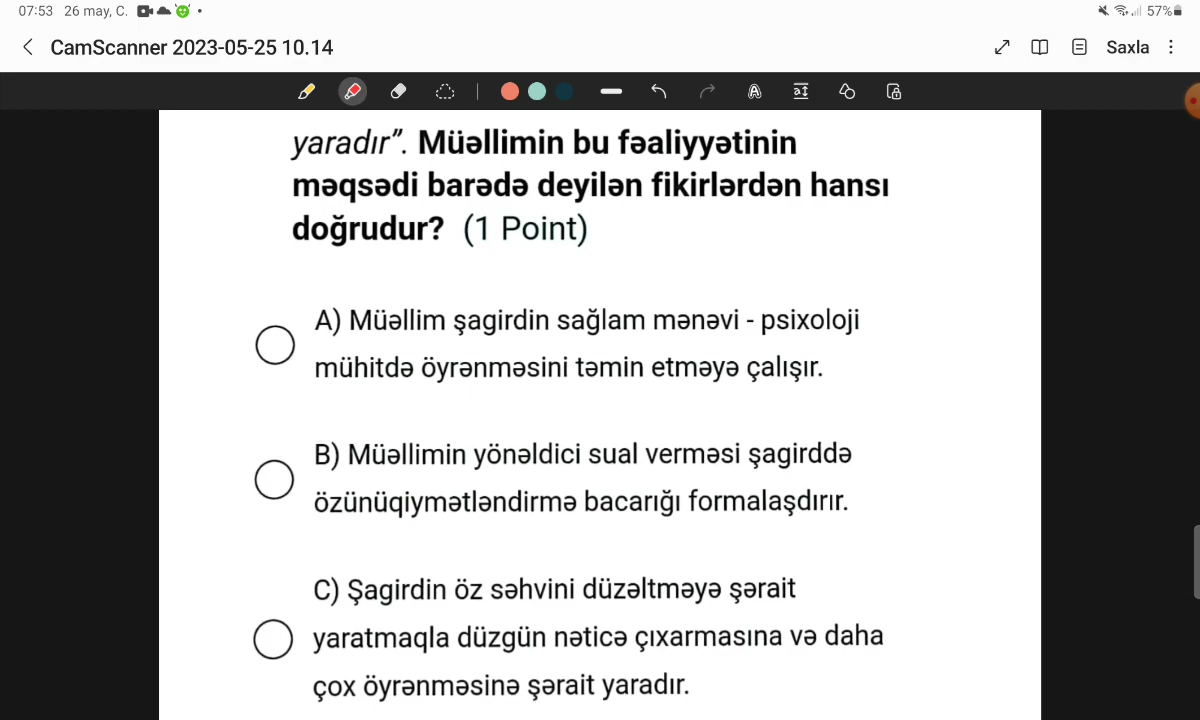 07:53 26 may, C.
57%
CamScanner 2023-05-25 10.14
Saxla
yaradır”. Müəllimin bu fəaliyyətinin
məqsədi barədə deyilən fikirlərdən hansı
doğrudur? (1 Point)
A) Müəllim şagirdin sağlam mənəvi - psixoloji
mühitdə öyrənməsini təmin etməyə çalışır.
B) Müəllimin yönəldici sual verməsi şagirddə
özünüqiymətləndirmə bacarığı formalaşdırır.
C) Şagirdin öz səhvini düzəltməyə şərait
yaratmaqla düzgün nəticə çıxarmasına və daha
çox öyrənməsinə şərait yaradır.